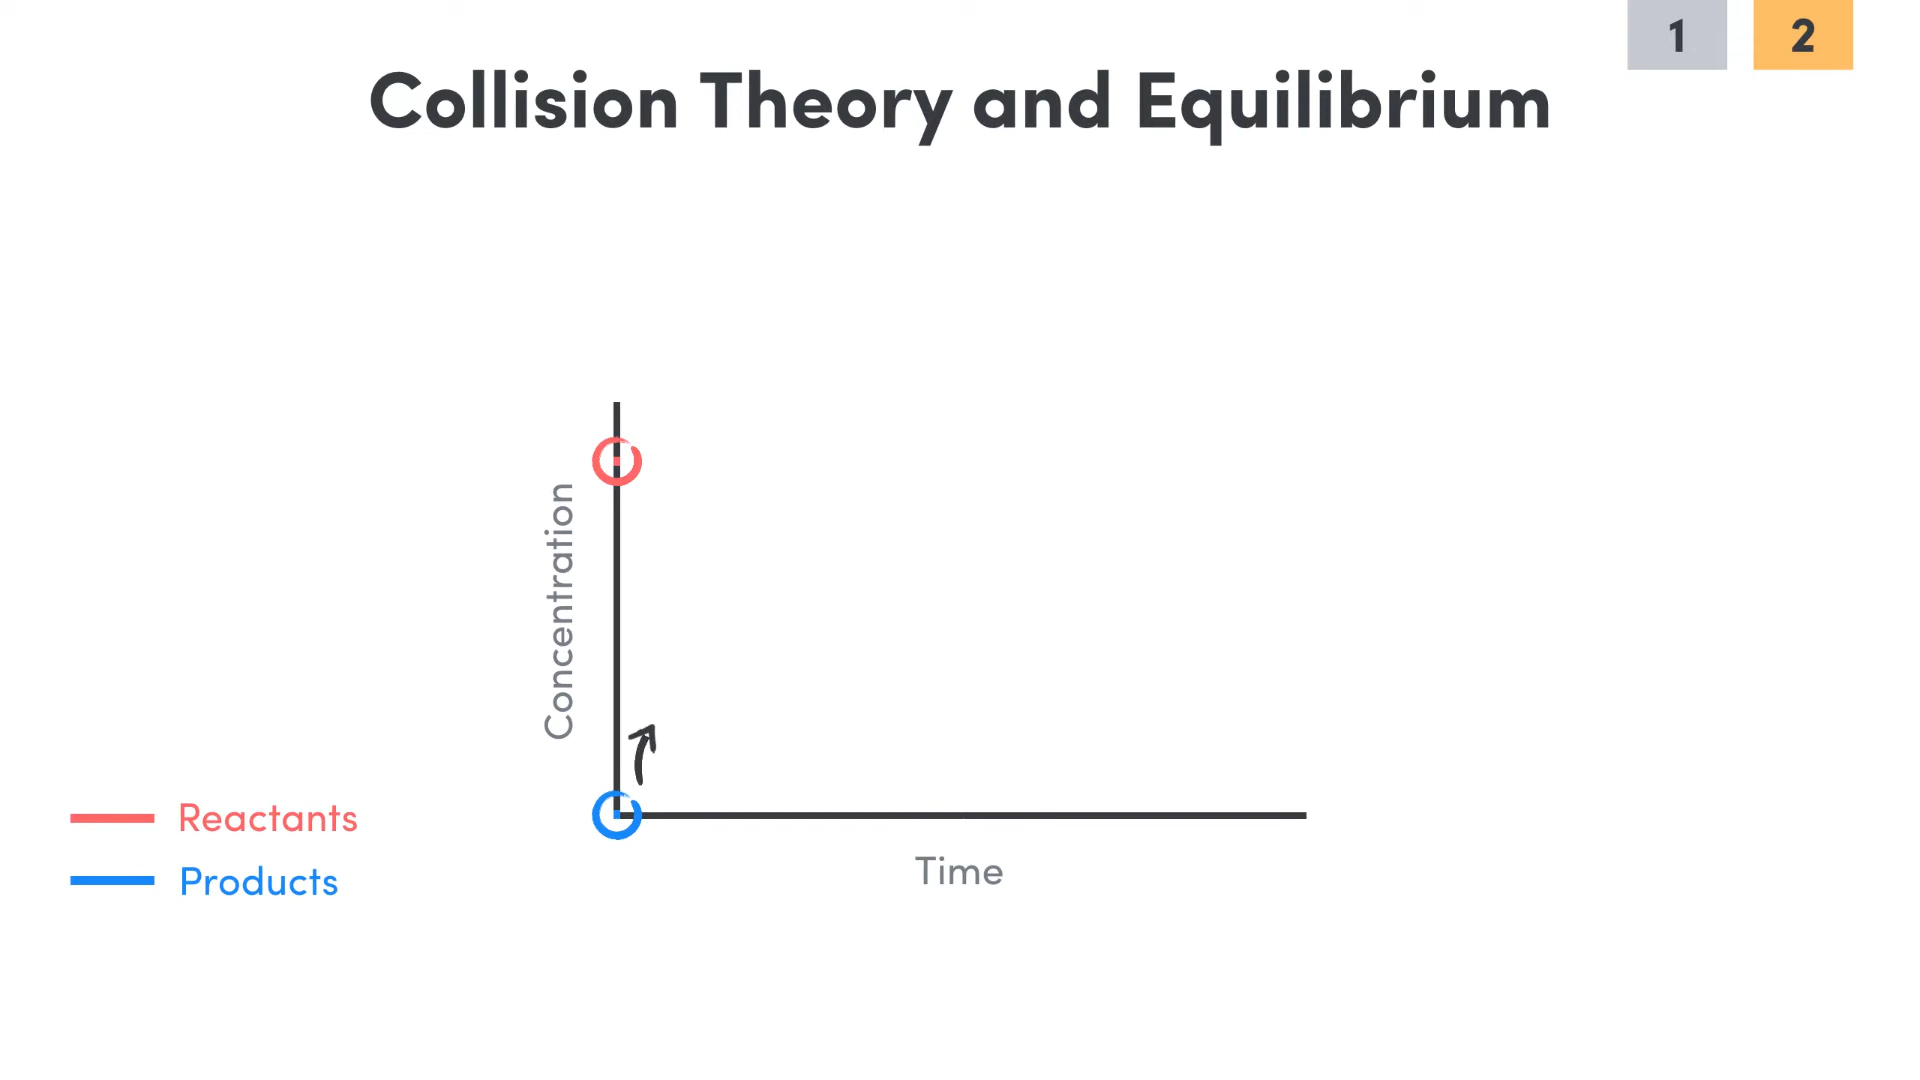 1
2
Collision Theory and Equilibrium
Concentration
Reactants
Products
Time